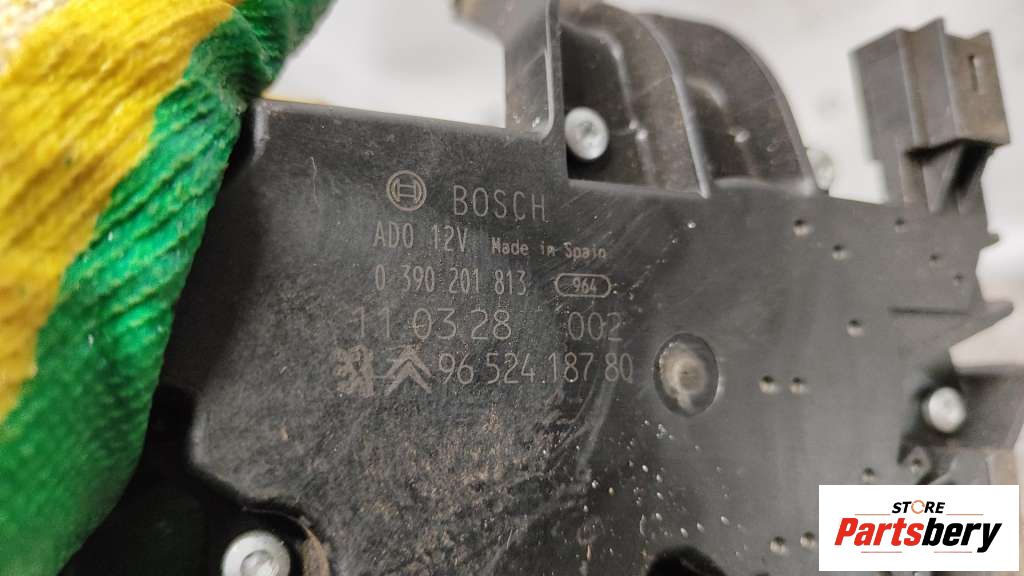 BOSCH
AD0 12V Made in Spain
0 390 201 813 964
11.03.28 002
96 524 187 80
STORE
Partsbery